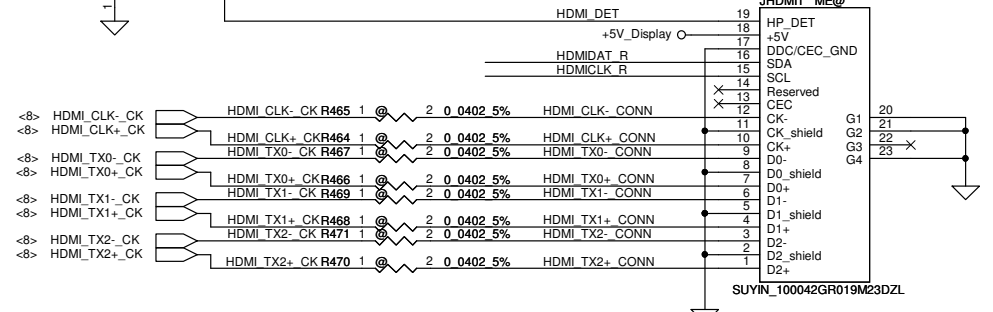 JHDMI1 ME@
1
HDMI_DET 19 HP_DET
+5V_Display 18 +5V
17 DDC/CEC_GND
HDMIDAT_R 16 SDA
HDMICLK_R 15 SCL
14 Reserved
13 CEC
<8> HDMI_CLK-_CK HDMI_CLK-_CK R465 1 @ 2 0_0402_5% HDMI_CLK-_CONN 12 CK- G1 20
<8> HDMI_CLK+_CK 11 CK_shield G2 21
HDMI_CLK+_CK R464 1 @ 2 0_0402_5% HDMI_CLK+_CONN 10 CK+ G3 22
<8> HDMI_TX0-_CK HDMI_TX0-_CK R467 1 @ 2 0_0402_5% HDMI_TX0-_CONN 9 D0- G4 23
<8> HDMI_TX0+_CK 8 D0_shield
HDMI_TX0+_CK R466 1 @ 2 0_0402_5% HDMI_TX0+_CONN 7 D0+
<8> HDMI_TX1-_CK HDMI_TX1-_CK R469 1 @ 2 0_0402_5% HDMI_TX1-_CONN 6 D1-
<8> HDMI_TX1+_CK 5 D1_shield
HDMI_TX1+_CK R468 1 @ 2 0_0402_5% HDMI_TX1+_CONN 4 D1+
<8> HDMI_TX2-_CK HDMI_TX2-_CK R471 1 @ 2 0_0402_5% HDMI_TX2-_CONN 3 D2-
<8> HDMI_TX2+_CK 2 D2_shield
HDMI_TX2+_CK R470 1 @ 2 0_0402_5% HDMI_TX2+_CONN 1 D2+
SUYIN_100042GR019M23DZL